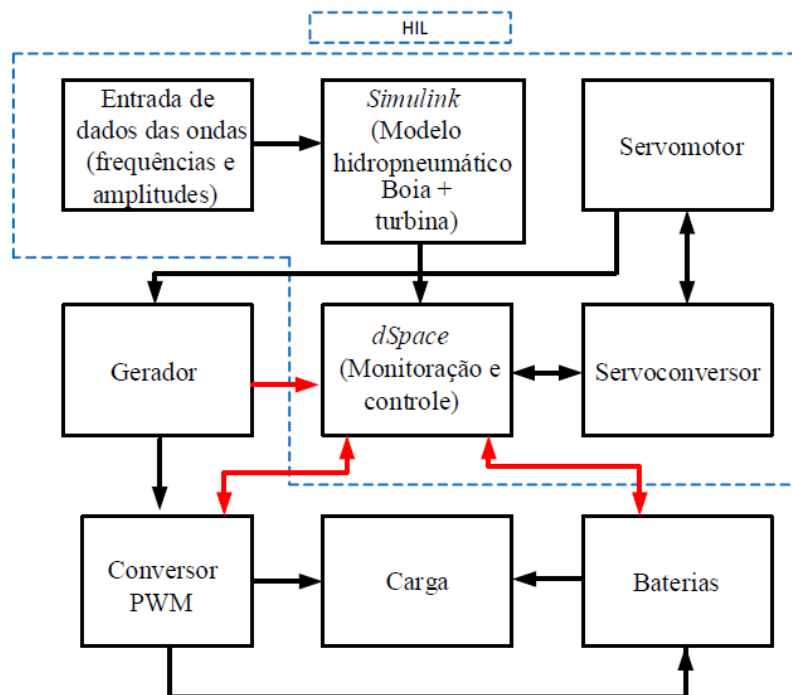 HIL
Entrada de
dados das ondas
(frequências e
amplitudes)
Simulink
(Modelo
hidropneumático
Boia +
turbina)
Servomotor
Gerador
dSpace
(Monitoração e
controle)
Servoconversor
Conversor
PWM
Carga
Baterias